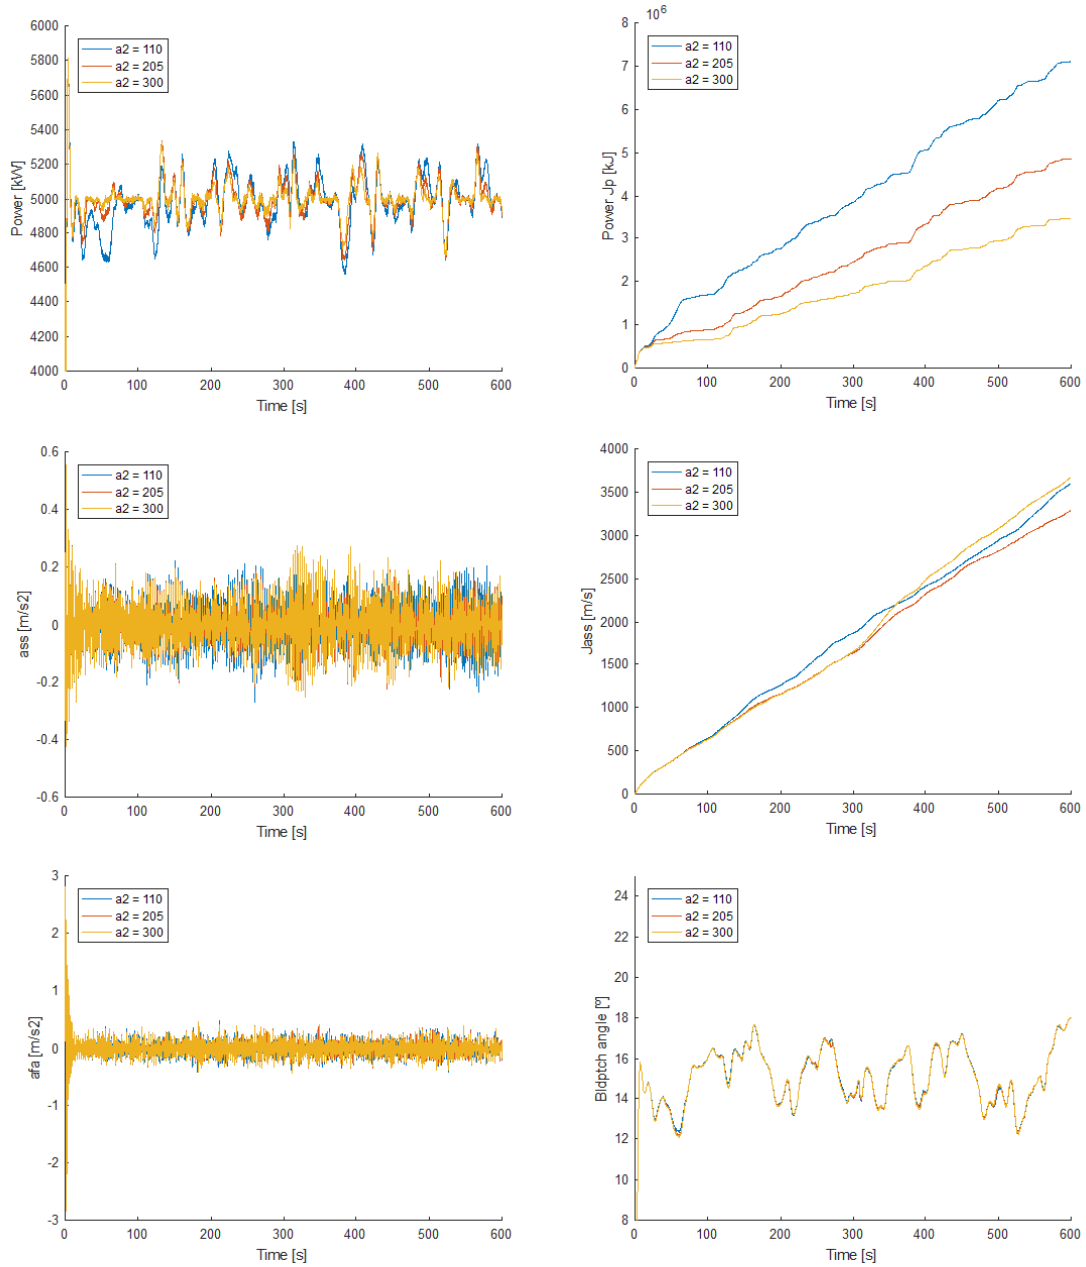 6000
5800
5600
5400
5200
5000
4800
4600
4400
4200
4000
Power [kW]
a2 = 110
a2 = 205
a2 = 300
0 100 200 300 400 500 600
Time [s]
10^6
8
7
6
5
4
3
2
1
0
Power Jp [kJ]
a2 = 110
a2 = 205
a2 = 300
0 100 200 300 400 500 600
Time [s]
0.6
0.4
0.2
0
-0.2
-0.4
-0.6
ass [m/s2]
a2 = 110
a2 = 205
a2 = 300
0 100 200 300 400 500 600
Time [s]
4000
3500
3000
2500
2000
1500
1000
500
0
Jass [m/s]
a2 = 110
a2 = 205
a2 = 300
0 100 200 300 400 500 600
Time [s]
3
2
1
0
-1
-2
-3
afa [m/s2]
a2 = 110
a2 = 205
a2 = 300
0 100 200 300 400 500 600
Time [s]
24
22
20
18
16
14
12
10
8
Bldptch angle [º]
a2 = 110
a2 = 205
a2 = 300
0 100 200 300 400 500 600
Time [s]